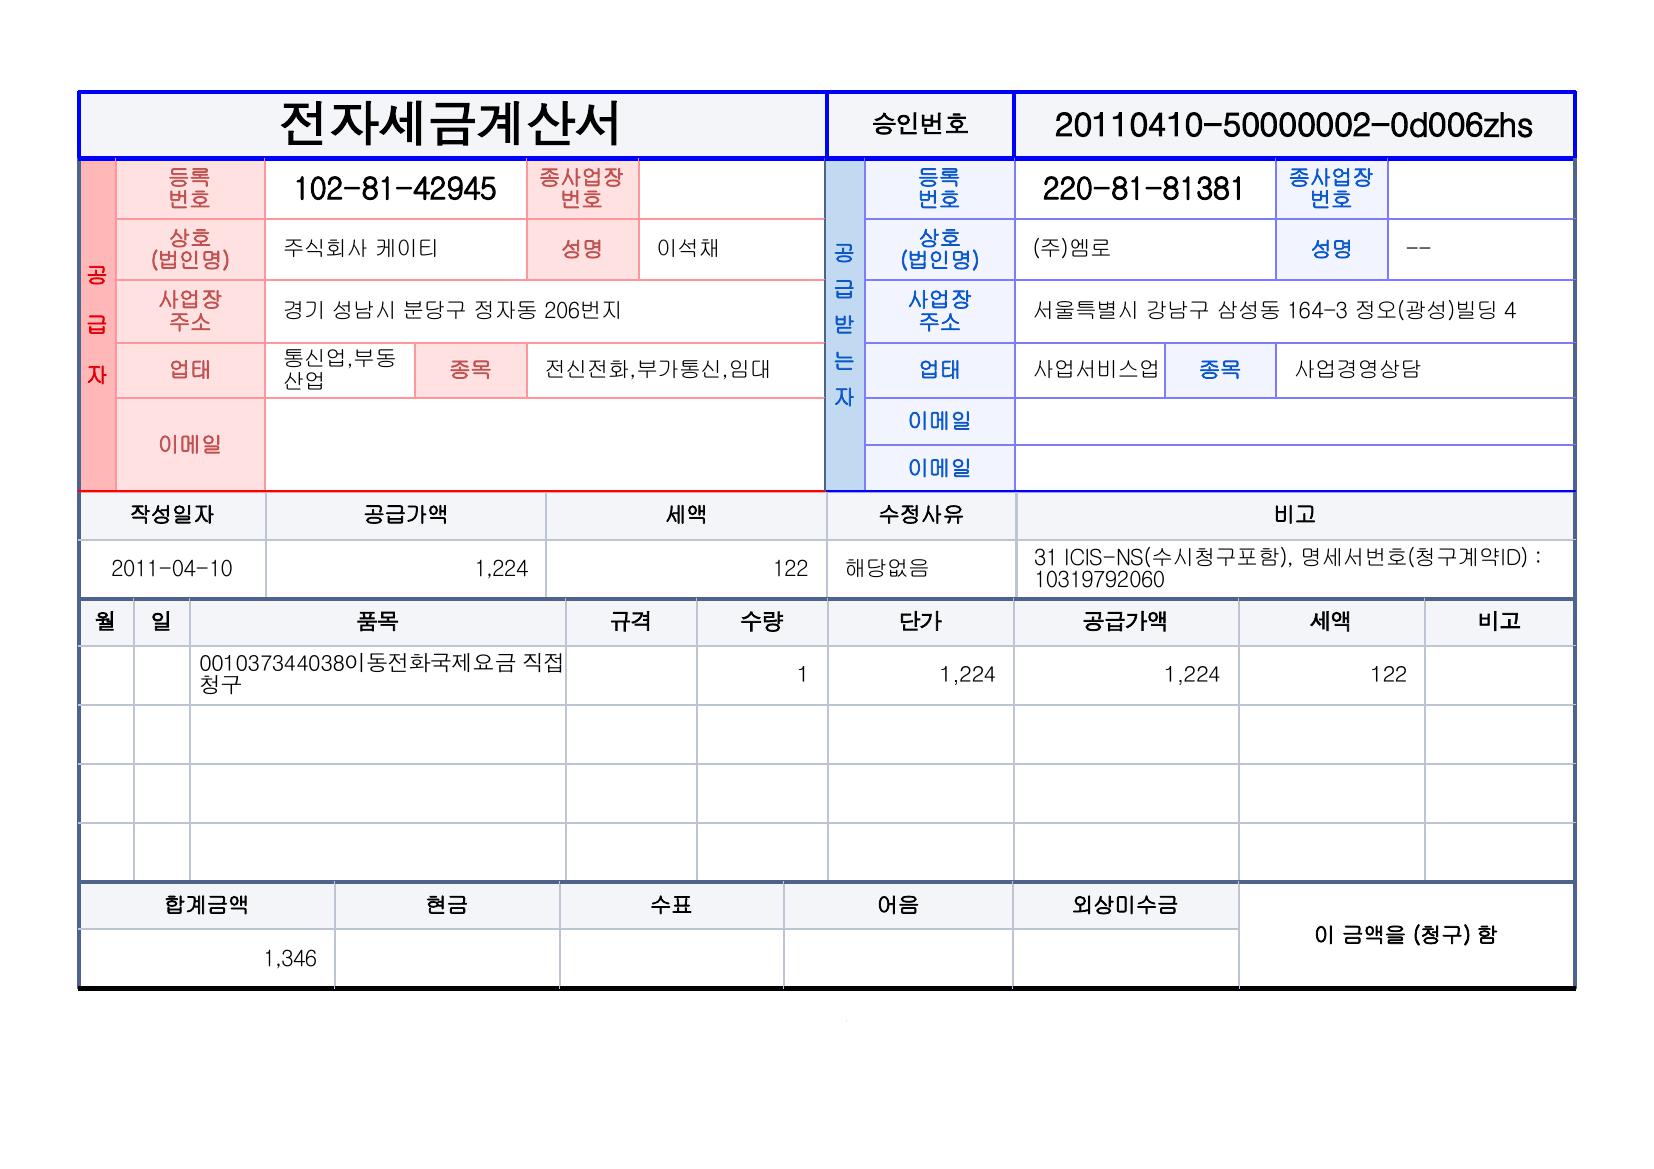 전자세금계산서 승인번호 20110410-50000002-0d006zhs
공급자
등록번호 102-81-42945 종사업장번호
상호(법인명) 주식회사 케이티 성명 이석채
사업장주소 경기 성남시 분당구 정자동 206번지
업태 통신업,부동산업 종목 전신전화,부가통신,임대
이메일
공급받는자
등록번호 220-81-81381 종사업장번호
상호(법인명) (주)엠로 성명 --
사업장주소 서울특별시 강남구 삼성동 164-3 정오(광성)빌딩 4
업태 사업서비스업 종목 사업경영상담
이메일
이메일
작성일자 공급가액 세액 수정사유 비고
2011-04-10 1,224 122 해당없음 31 ICIS-NS(수시청구포함), 명세서번호(청구계약ID) :
10319792060
월 일 품목 규격 수량 단가 공급가액 세액 비고
001037344038이동전화국제요금 직접
청구 1 1,224 1,224 122
합계금액 현금 수표 어음 외상미수금
1,346
이 금액을 (청구) 함